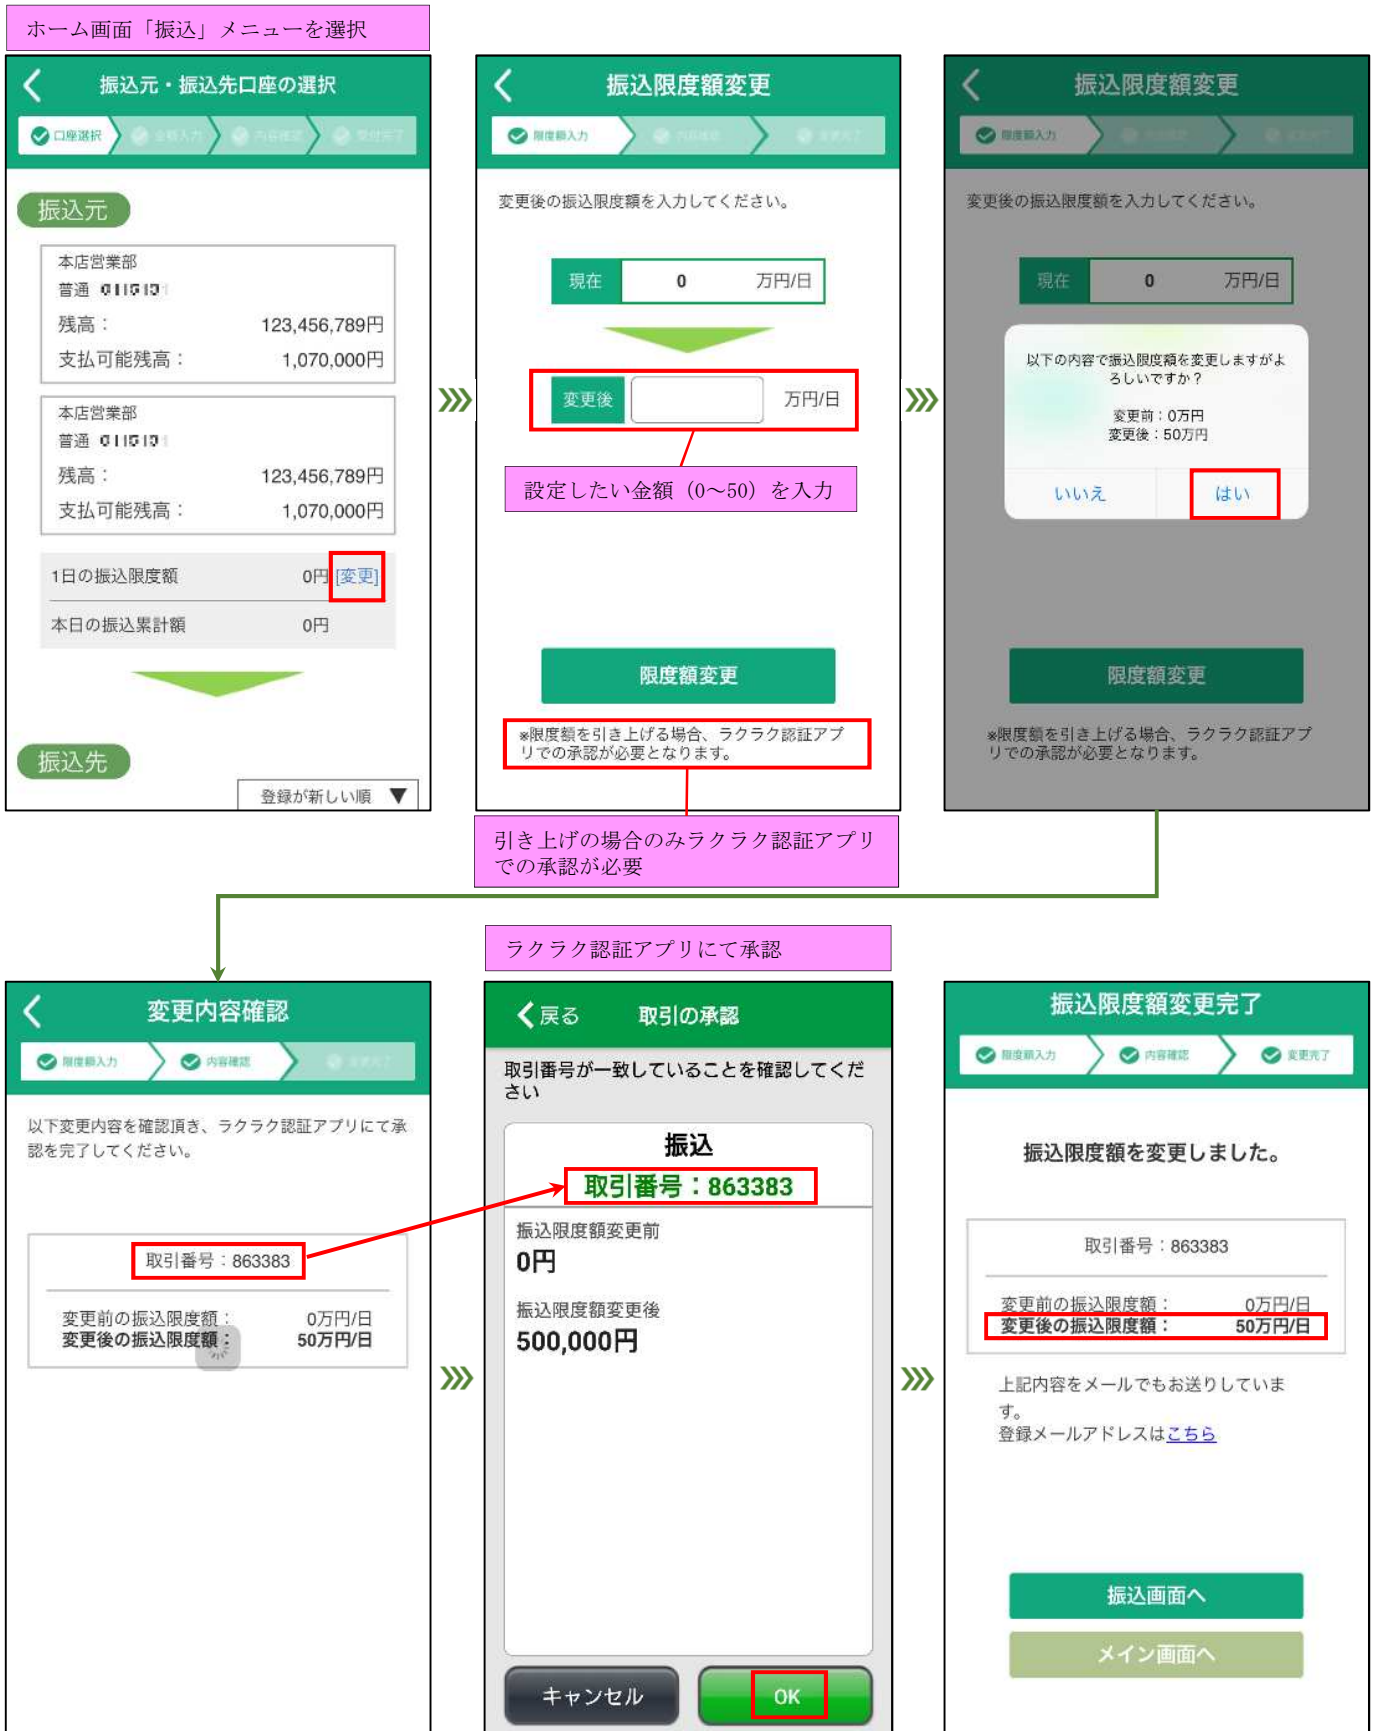 ホーム画面「振込」メニューを選択
振込元・振込先口座の選択
口座選択
振込元
本店営業部
普通
残高： 123,456,789円
支払可能残高： 1,070,000円
本店営業部
普通
残高： 123,456,789円
支払可能残高： 1,070,000円
1日の振込限度額 0円 [変更]
本日の振込累計額 0円
振込先
登録が新しい順 ▼
振込限度額変更
限度額入力
変更後の振込限度額を入力してください。
現在 0 万円/日
変更後 万円/日
設定したい金額（0～50）を入力
限度額変更
※限度額を引き上げる場合、ラクラク認証アプ
リでの承認が必要となります。
引き上げの場合のみラクラク認証アプリ
での承認が必要
振込限度額変更
限度額入力
変更後の振込限度額を入力してください。
現在 0 万円/日
以下の内容で振込限度額を変更しますがよ
ろしいですか？
変更前：0万円
変更後：50万円
いいえ はい
限度額変更
※限度額を引き上げる場合、ラクラク認証アプ
リでの承認が必要となります。
変更内容確認
限度額入力 内容確認
以下変更内容を確認頂き、ラクラク認証アプリにて承
認を完了してください。
取引番号：863383
変更前の振込限度額： 0万円/日
変更後の振込限度額： 50万円/日
ラクラク認証アプリにて承認
戻る 取引の承認
取引番号が一致していることを確認してくだ
さい
振込
取引番号：863383
振込限度額変更前
0円
振込限度額変更後
500,000円
キャンセル OK
振込限度額変更完了
限度額入力 内容確認 変更完了
振込限度額を変更しました。
取引番号：863383
変更前の振込限度額： 0万円/日
変更後の振込限度額： 50万円/日
上記内容をメールでもお送りしていま
す。
登録メールアドレスはこちら
振込画面へ
メイン画面へ